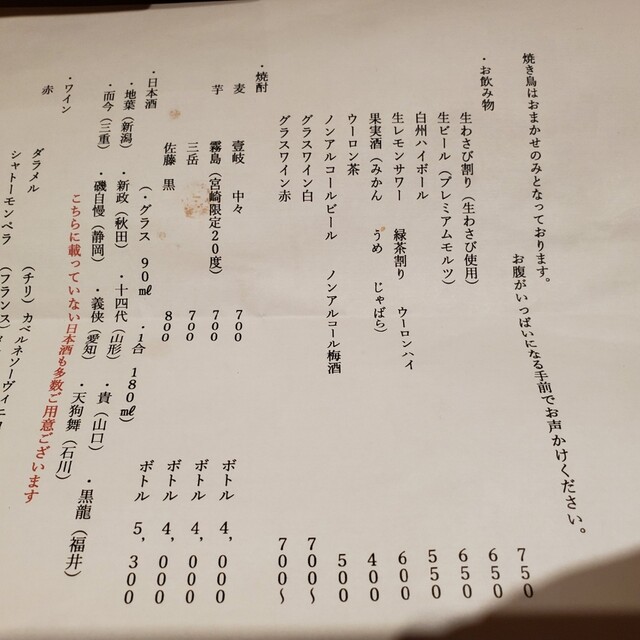 焼き鳥はおまかせのみとなっております。
お腹がいっぱいになる手前でお声かけください。
・お飲み物
生わさび割り（生わさび使用） 750
生ビール（プレミアムモルツ） 650
白州ハイボール 650
生レモンサワー 緑茶割り ウーロンハイ 550
果実酒（みかん うめ じゃばら） 600
ウーロン茶 400
ノンアルコールビール ノンアルコール梅酒 500
グラスワイン白 700〜
グラスワイン赤 700〜
・焼酎
麦 壹岐 中々 700 ボトル 4,000
芋 霧島（宮崎限定20度） 700 ボトル 4,000
三岳 700 ボトル 4,000
佐藤 黒 800 ボトル 5,300
・日本酒 （・グラス 90㎖ ・1合 180㎖）
・地葉（新潟） ・新政（秋田） ・十四代（山形） ・貴（山口） ・黒龍（福井）
・而今（三重） ・磯自慢（静岡） ・義侠（愛知） ・天狗舞（石川）
こちらに載っていない日本酒も多数ご用意ございます
・ワイン
赤
ダラメル （チリ）カベルネソーヴィニヨ
シャトーモンペラ （フランス）